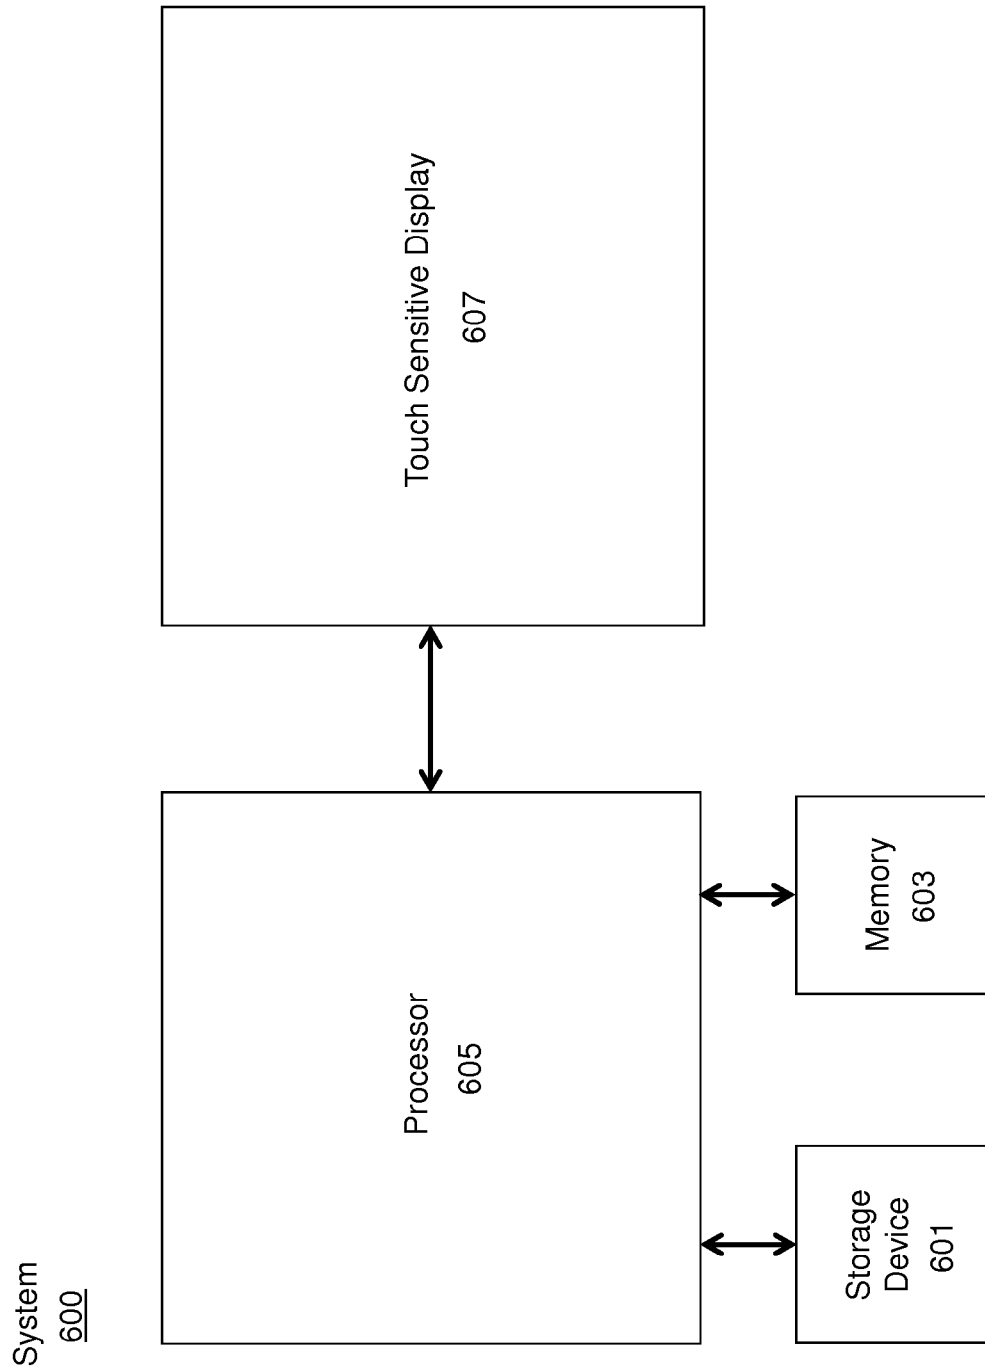 System
600
Processor
605
Touch Sensitive Display
607
Storage
Device
601
Memory
603